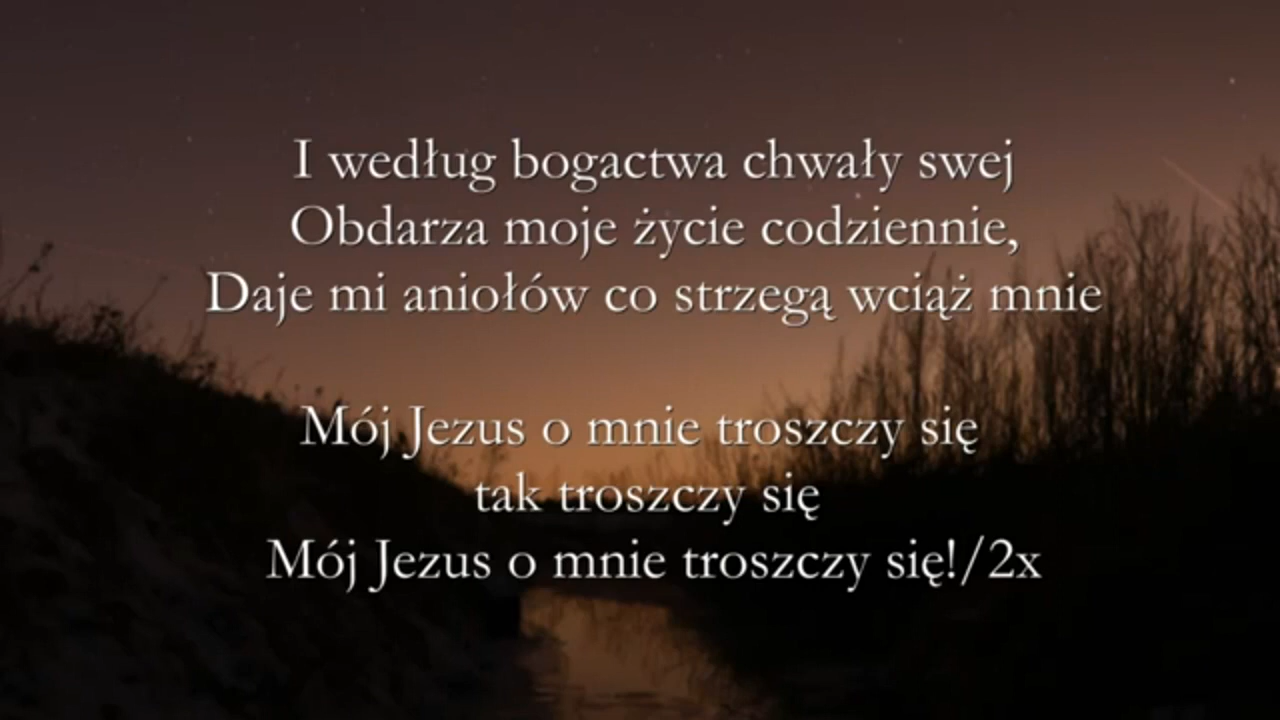 I według bogactwa chwały swej
Obdarza moje życie codziennie,
Daje mi aniołów co strzegą wciąż mnie
Mój Jezus o mnie troszczy się
tak troszczy się
Mój Jezus o mnie troszczy się!/2x